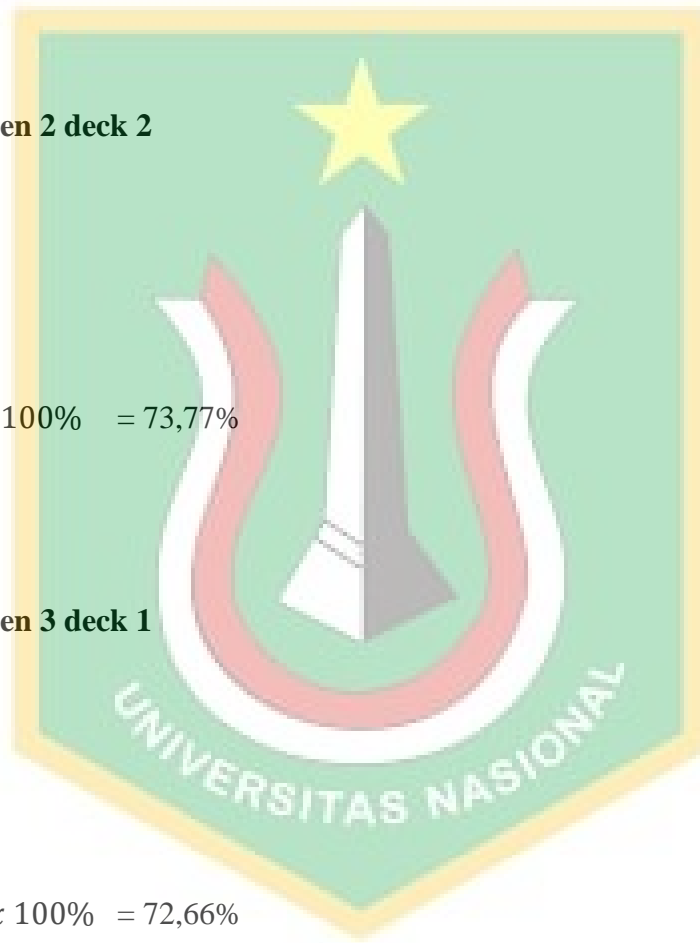 en 2 deck 2
100% = 73,77%
en 3 deck 1
UNIVERSITAS NASIONAL
100% = 72,66%